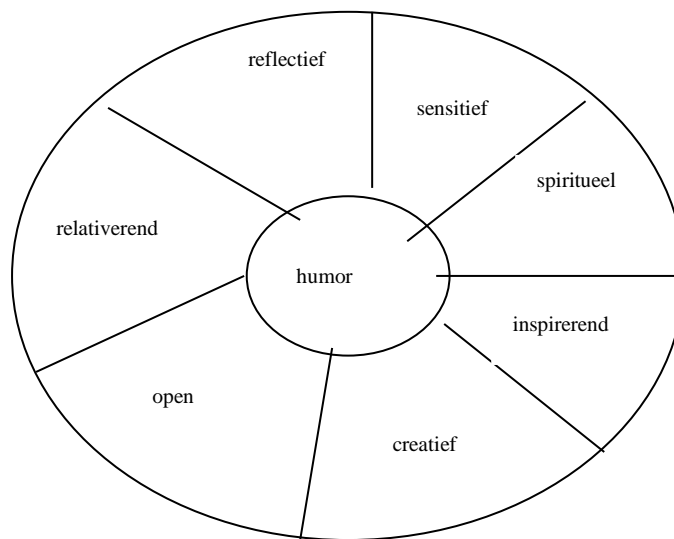 reflectief
sensitief
spiritueel
relativerend
humor
inspirerend
open
creatief